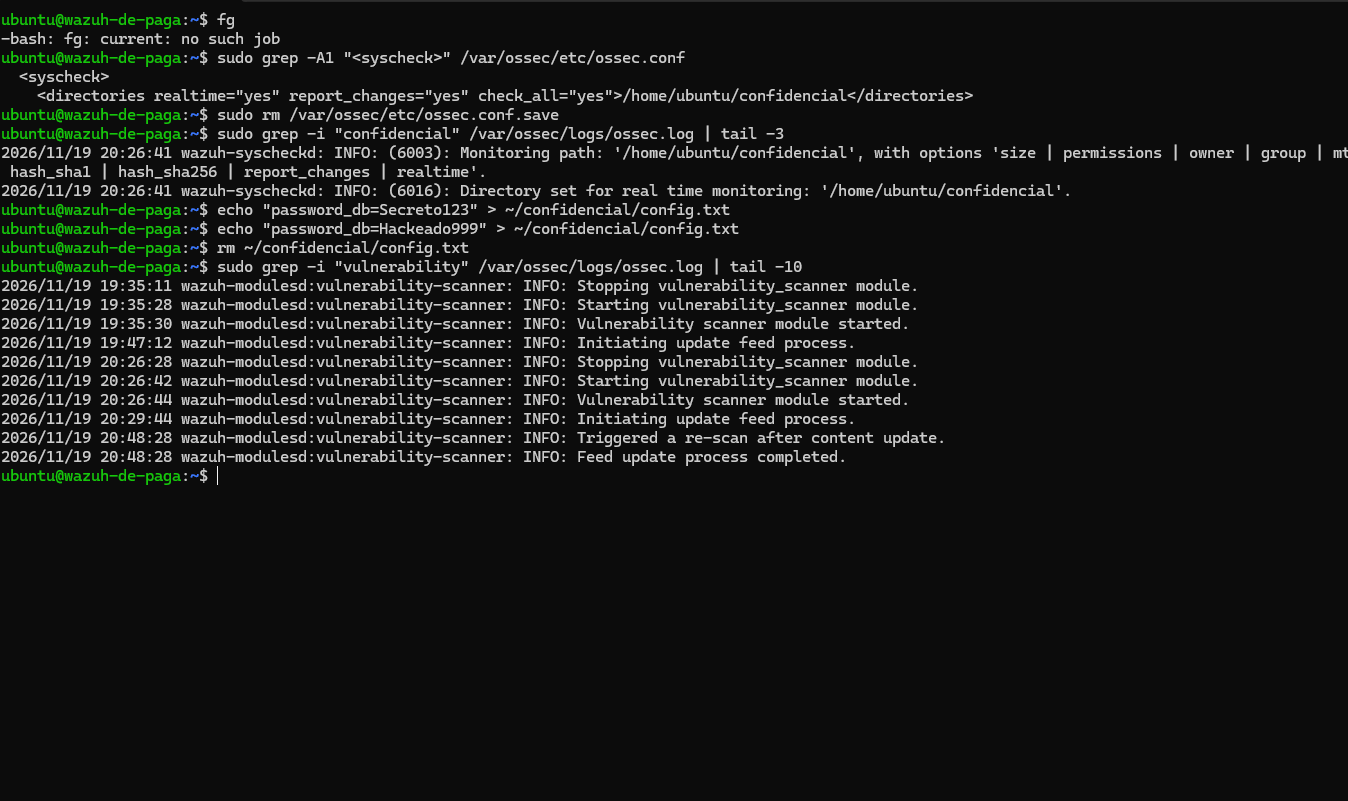 ubuntu@wazuh-de-paga:~$ fg
-bash: fg: current: no such job
ubuntu@wazuh-de-paga:~$ sudo grep -A1 "<syscheck>" /var/ossec/etc/ossec.conf
  <syscheck>
    <directories realtime="yes" report_changes="yes" check_all="yes">/home/ubuntu/confidencial</directories>
ubuntu@wazuh-de-paga:~$ sudo rm /var/ossec/etc/ossec.conf.save
ubuntu@wazuh-de-paga:~$ sudo grep -i "confidencial" /var/ossec/logs/ossec.log | tail -3
2026/11/19 20:26:41 wazuh-syscheckd: INFO: (6003): Monitoring path: '/home/ubuntu/confidencial', with options 'size | permissions | owner | group | mt
 hash_sha1 | hash_sha256 | report_changes | realtime'.
2026/11/19 20:26:41 wazuh-syscheckd: INFO: (6016): Directory set for real time monitoring: '/home/ubuntu/confidencial'.
ubuntu@wazuh-de-paga:~$ echo "password_db=Secreto123" > ~/confidencial/config.txt
ubuntu@wazuh-de-paga:~$ echo "password_db=Hackeado999" > ~/confidencial/config.txt
ubuntu@wazuh-de-paga:~$ rm ~/confidencial/config.txt
ubuntu@wazuh-de-paga:~$ sudo grep -i "vulnerability" /var/ossec/logs/ossec.log | tail -10
2026/11/19 19:35:11 wazuh-modulesd:vulnerability-scanner: INFO: Stopping vulnerability_scanner module.
2026/11/19 19:35:28 wazuh-modulesd:vulnerability-scanner: INFO: Starting vulnerability_scanner module.
2026/11/19 19:35:30 wazuh-modulesd:vulnerability-scanner: INFO: Vulnerability scanner module started.
2026/11/19 19:47:12 wazuh-modulesd:vulnerability-scanner: INFO: Initiating update feed process.
2026/11/19 20:26:28 wazuh-modulesd:vulnerability-scanner: INFO: Stopping vulnerability_scanner module.
2026/11/19 20:26:42 wazuh-modulesd:vulnerability-scanner: INFO: Starting vulnerability_scanner module.
2026/11/19 20:26:44 wazuh-modulesd:vulnerability-scanner: INFO: Vulnerability scanner module started.
2026/11/19 20:29:44 wazuh-modulesd:vulnerability-scanner: INFO: Initiating update feed process.
2026/11/19 20:48:28 wazuh-modulesd:vulnerability-scanner: INFO: Triggered a re-scan after content update.
2026/11/19 20:48:28 wazuh-modulesd:vulnerability-scanner: INFO: Feed update process completed.
ubuntu@wazuh-de-paga:~$